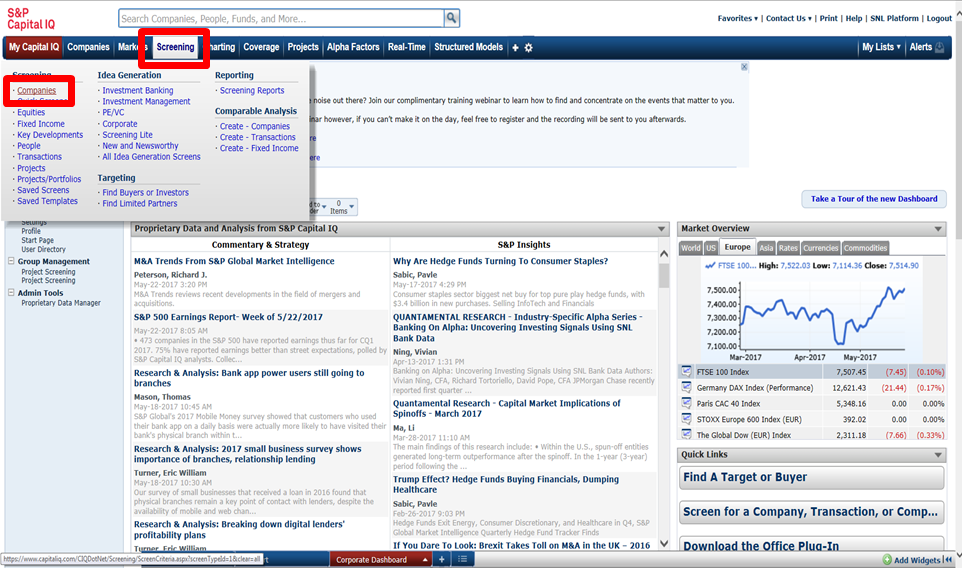 S&P
Capital IQ
Search Companies, People, Funds, and More...
Favorites ▾ | Contact Us ▾ | Print | Help | SNL Platform | Logout
My Capital IQ Companies Screening Charting Coverage Projects Alpha Factors Real-Time Structured Models + My Lists ▾ Alerts
Screening
· Companies
· Equities
· Fixed Income
· Key Developments
· People
· Transactions
· Projects
· Projects/Portfolios
· Saved Screens
· Saved Templates
Idea Generation
· Investment Banking
· Investment Management
· PE/VC
· Corporate
· Screening Lite
· New and Newsworthy
· All Idea Generation Screens
Targeting
· Find Buyers or Investors
· Find Limited Partners
Reporting
· Screening Reports
Comparable Analysis
· Create - Companies
· Create - Transactions
· Create - Fixed Income
noise out there? Join our complimentary training webinar to learn how to find and concentrate on the events that matter to you.
inar however, if you can't make it on the day, feel free to register and the recording will be sent to you afterwards.
re
ere
Take a Tour of the new Dashboard
0
Items
Settings
Profile
Start Page
User Directory
Group Management
Project Screening
Project Screening
Admin Tools
Proprietary Data Manager
Proprietary Data and Analysis from S&P Capital IQ
Commentary & Strategy
M&A Trends From S&P Global Market Intelligence
Peterson, Richard J.
May-22-2017 3:20 PM
M&A Trends reviews recent developments in the field of mergers and
acquisitions.
S&P 500 Earnings Report- Week of 5/22/2017
May-22-2017 8:05 AM
• 473 companies in the S&P 500 have reported earnings thus far for CQ1
2017. 75% have reported earnings better than street expectations, polled by
S&P Capital IQ analysts. Collec...
Research & Analysis: Bank app power users still going to
branches
Mason, Thomas
May-18-2017 10:45 AM
S&P Global's 2017 Mobile Money survey showed that customers who used
their bank app on a daily basis were actually more likely to have visited their
bank's physical branch within t...
Research & Analysis: 2017 small business survey shows
importance of branches, relationship lending
Turner, Eric William
May-18-2017 10:30 AM
Our survey of small businesses that received a loan in 2016 found that
physical branches remain a key point of contact with lenders, despite the
availability of mobile and web chan...
Research & Analysis: Breaking down digital lenders'
profitability plans
Turner, Eric William
S&P Insights
Why Are Hedge Funds Turning To Consumer Staples?
Sabic, Pavle
May-17-2017 4:29 PM
Consumer staples sector biggest net buy for top pure play hedge funds, with
$3.4 billion in new purchases. Selling InfoTech and Financials
QUANTAMENTAL RESEARCH - Industry-Specific Alpha Series -
Banking On Alpha: Uncovering Investing Signals Using SNL
Bank Data
Ning, Vivian
Apr-13-2017 1:31 PM
Banking on Alpha: Uncovering Investing Signals Using SNL Bank Data Authors:
Vivian Ning, CFA, Richard Tortoriello, David Pope, CFA JPMorgan Chase recently
reported first quarter ...
Quantamental Research - Capital Market Implications of
Spinoffs - March 2017
Ma, Li
Mar-28-2017 11:10 AM
The main findings of this research include: • Within the U.S., spun-off entities
generated long-term outperformance after the spinoff. In the 1-year (3-year)
period following the ...
Trump Effect? Hedge Funds Buying Financials, Dumping
Healthcare
Sabic, Pavle
Feb-26-2017 9:03 PM
Hedge Funds Exit Energy, Consumer Discretionary, and Healthcare in Q4, S&P
Global Market Intelligence Quarterly Hedge Fund Tracker Finds
If You Dare To Look: Brexit Takes Toll on M&A in the UK – 2016
Market Overview
World US Europe Asia Rates Currencies Commodities
FTSE 100... High: 7,522.03 Low: 7,114.36 Close: 7,514.90
7,500.00
7,400.00
7,300.00
7,200.00
7,100.00
Mar-2017 Apr-2017 May-2017
FTSE 100 Index 7,507.45 (7.45) (0.10%)
Germany DAX Index (Performance) 12,621.43 (21.44) (0.17%)
Paris CAC 40 Index 5,348.16 0.00 0.00%
STOXX Europe 600 Index (EUR) 392.02 0.00 0.00%
The Global Dow (EUR) Index 2,311.18 (7.66) (0.33%)
Quick Links
Find A Target or Buyer
Screen for a Company, Transaction, or Comp...
Download the Office Plug-In
https://www.capitaliq.com/CIQDotNet/Screening/ScreenCriteria.aspx?screenTypeId=1&clear=all
Corporate Dashboard
+
Add Widgets